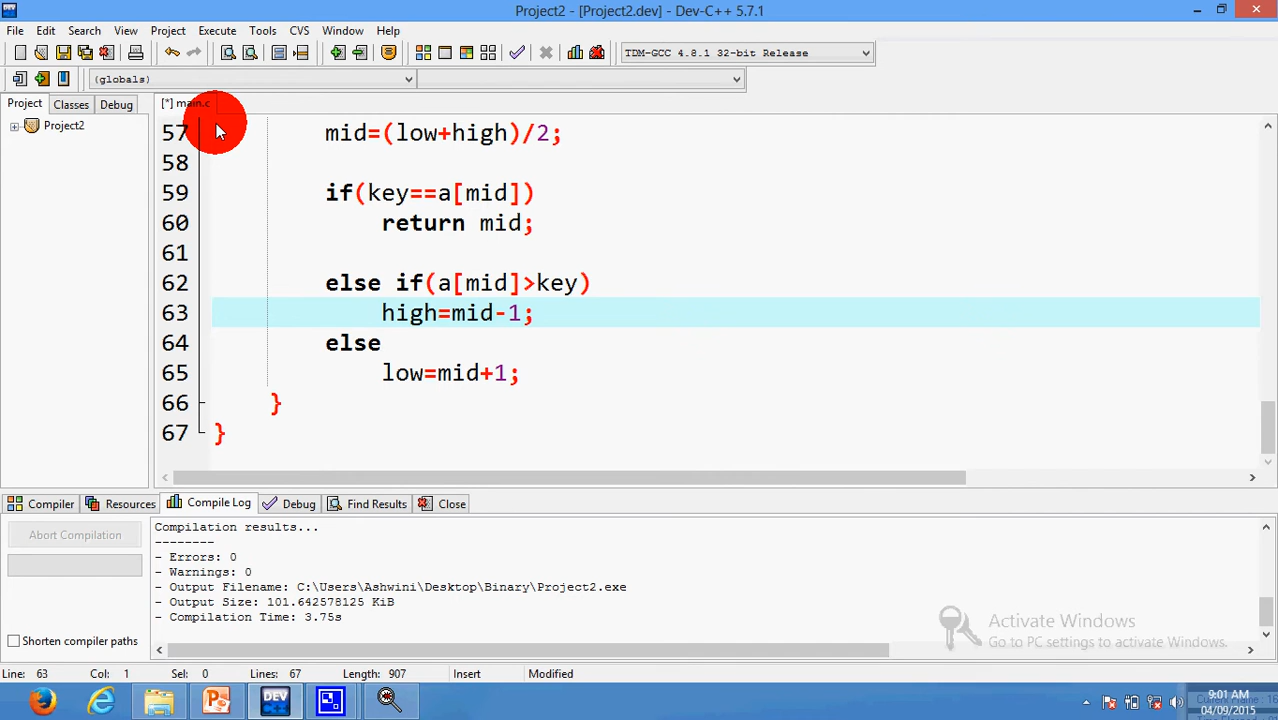 Project2 - [Project2.dev] - Dev-C++ 5.7.1
File Edit Search View Project Execute Tools CVS Window Help
TDM-GCC 4.8.1 32-bit Release
(globals)
Project Classes Debug
[*] main.c
Project2
57 mid=(low+high)/2;
58
59 if(key==a[mid])
60 return mid;
61
62 else if(a[mid]>key)
63 high=mid-1;
64 else
65 low=mid+1;
66 }
67 }
Compiler Resources Compile Log Debug Find Results Close
Abort Compilation
Shorten compiler paths
Compilation results...
--------
- Errors: 0
- Warnings: 0
- Output Filename: C:\Users\Ashwini\Desktop\Binary\Project2.exe
- Output Size: 101.642578125 KiB
- Compilation Time: 3.75s
Activate Windows
Go to PC settings to activate Windows.
Line: 63 Col: 1 Sel: 0 Lines: 67 Length: 907 Insert Modified
DEV C++
9:01 AM
04/09/2015